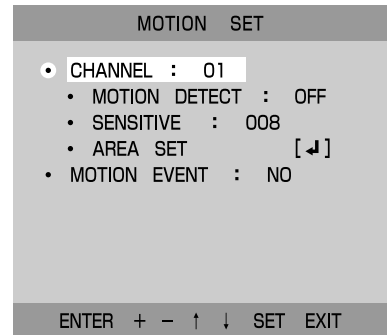 MOTION SET
• CHANNEL : 01
• MOTION DETECT : OFF
• SENSITIVE : 008
• AREA SET [↲]
• MOTION EVENT : NO
ENTER + − ↑ ↓ SET EXIT